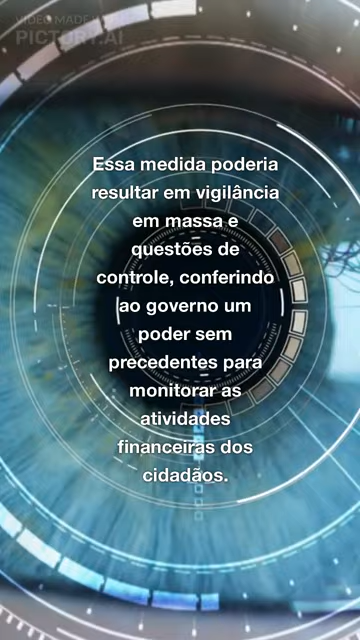 VIDEO MADE
PICTORY.AI
Essa medida poderia
resultar em vigilância
em massa e
questões de
controle, conferindo
ao governo um
poder sem
precedentes para
monitorar as
atividades
financeiras dos
cidadãos.